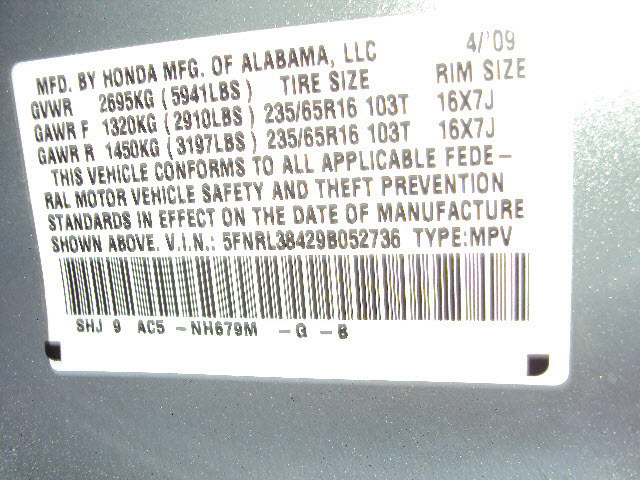 MFD. BY HONDA MFG. OF ALABAMA, LLC 4/'09
GVWR 2695KG (5941LBS) TIRE SIZE RIM SIZE
GAWR F 1320KG (2910LBS) 235/65R16 103T 16X7J
GAWR R 1450KG (3197LBS) 235/65R16 103T 16X7J
THIS VEHICLE CONFORMS TO ALL APPLICABLE FEDE-
RAL MOTOR VEHICLE SAFETY AND THEFT PREVENTION
STANDARDS IN EFFECT ON THE DATE OF MANUFACTURE
SHOWN ABOVE. V.I.N.: 5FNRL38429B052736 TYPE:MPV
SHJ 9 AC5 -NH679M -G -B